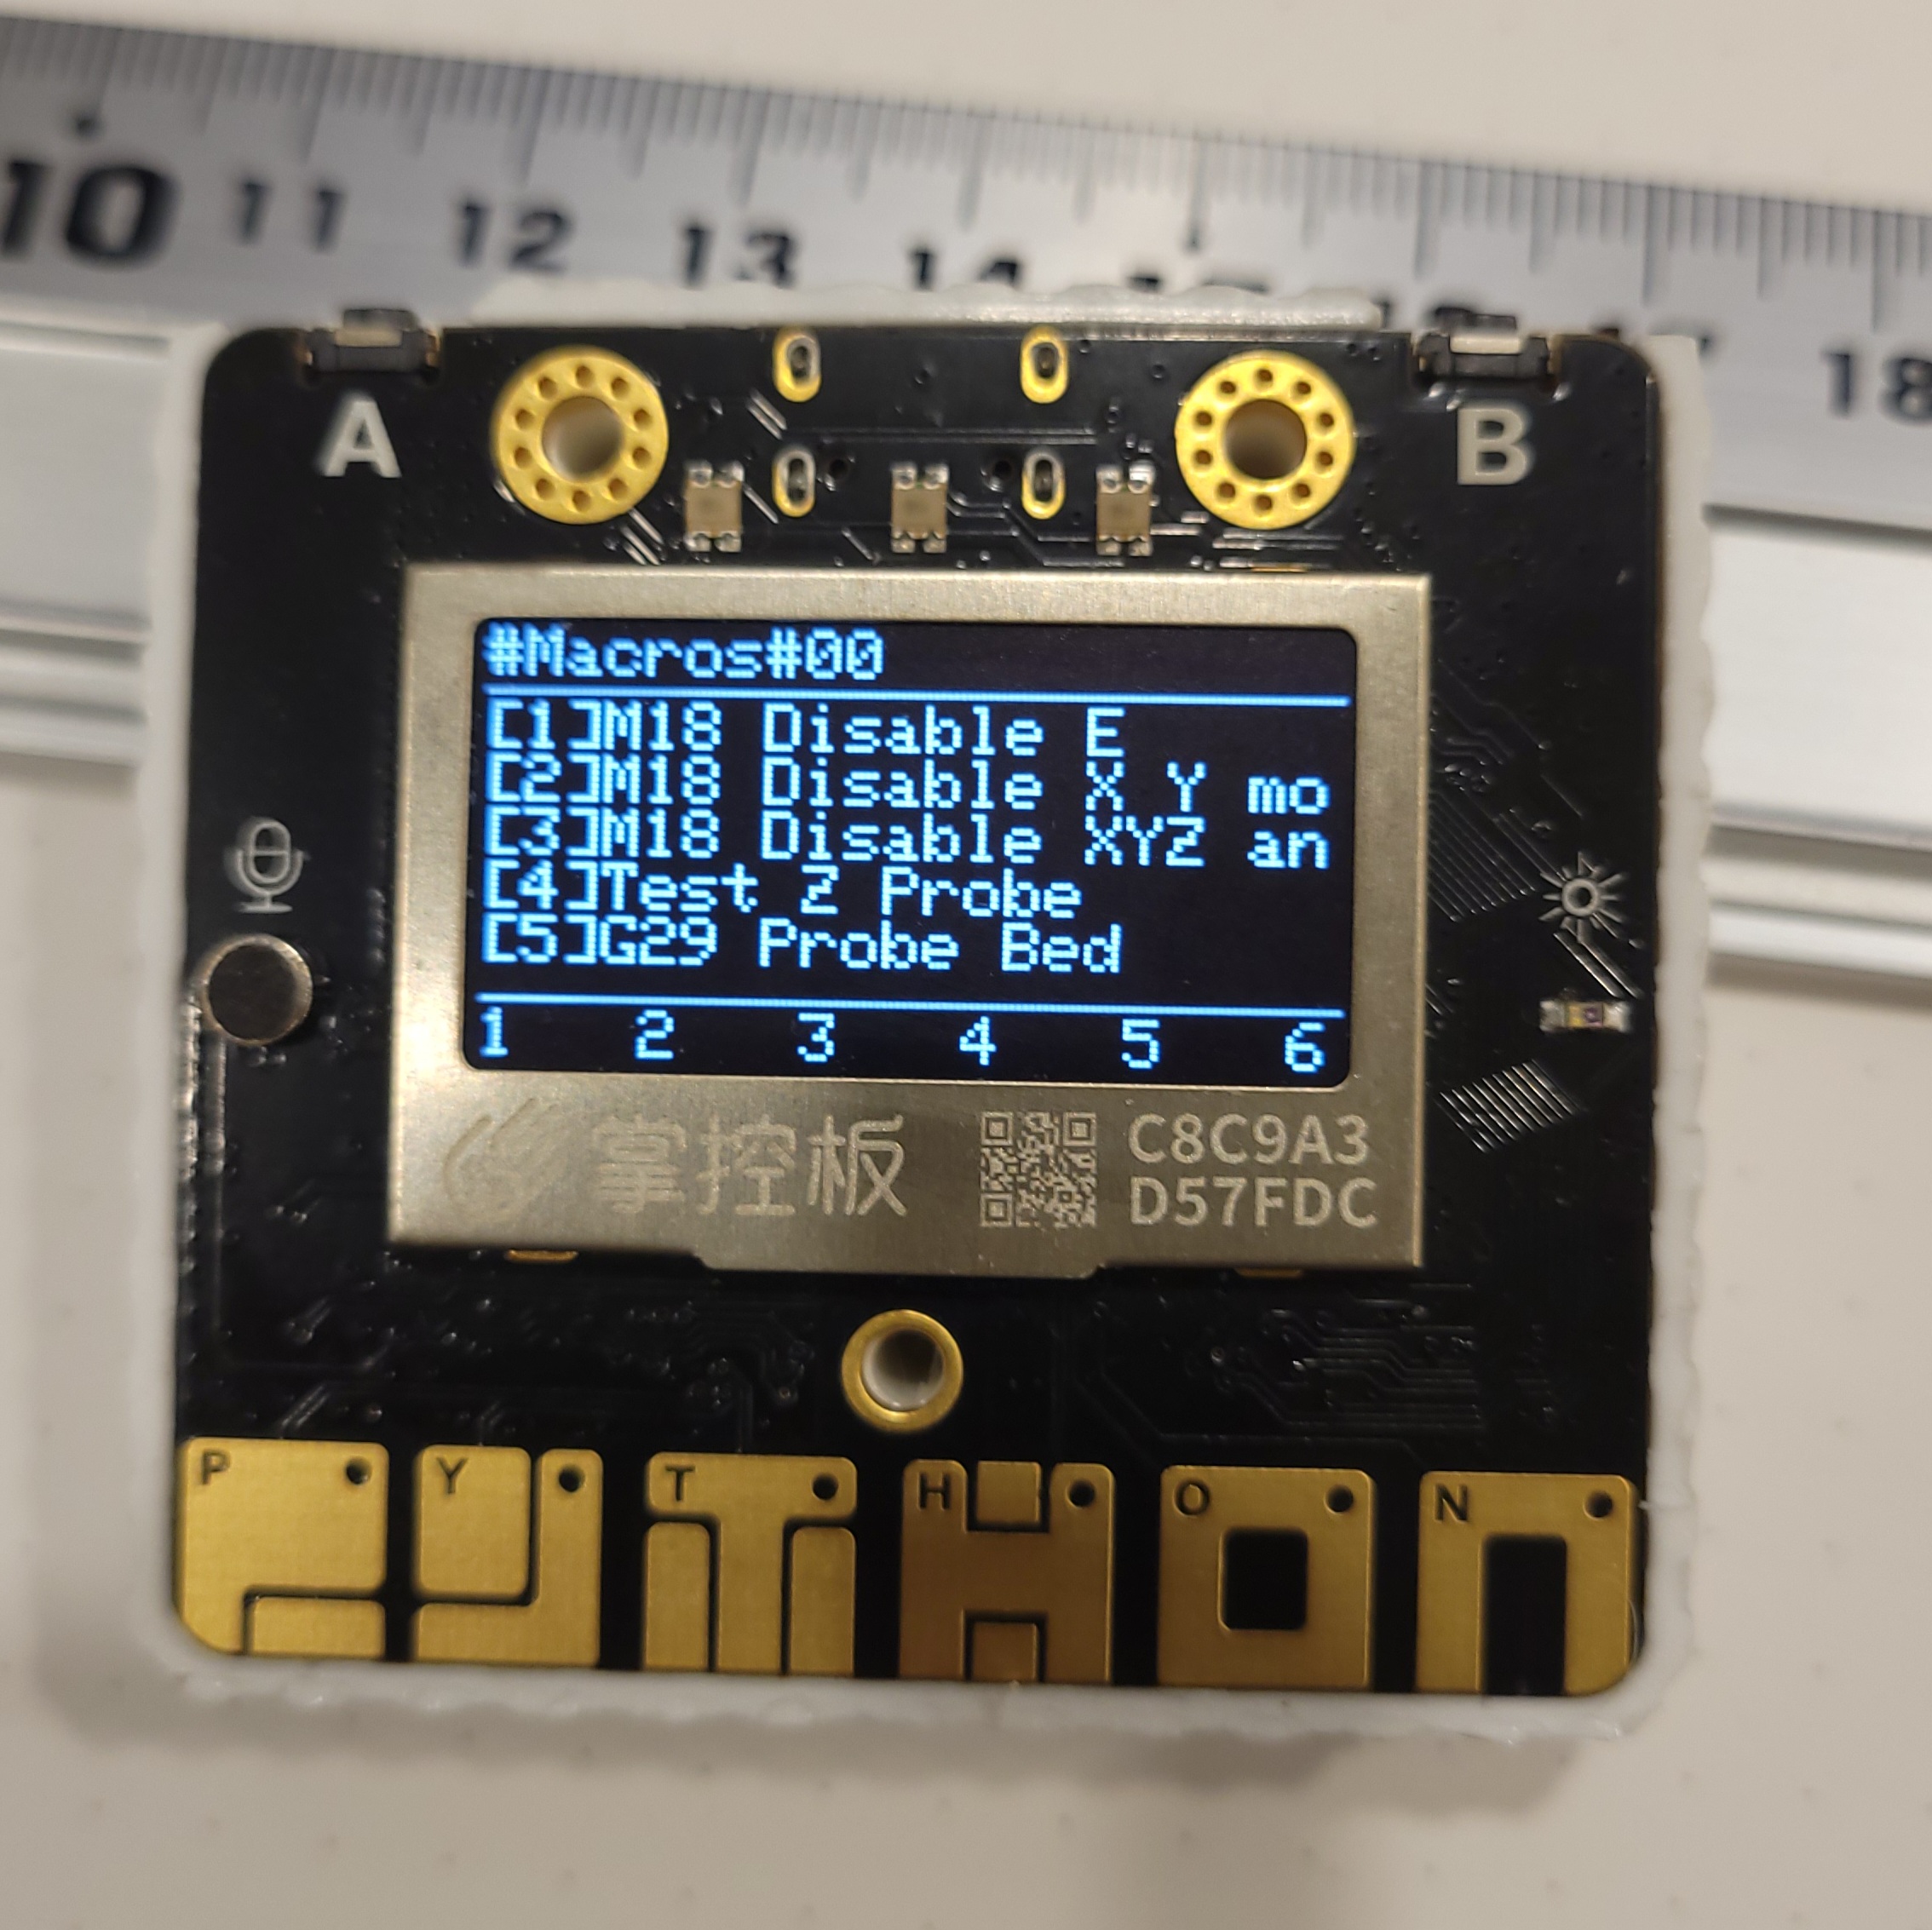 10 11 12 13 14
18
A
B
#Macros#00
[1]M18 Disable E
[2]M18 Disable X Y mo
[3]M18 Disable XYZ an
[4]Test Z Probe
[5]G29 Probe Bed
1 2 3 4 5 6
掌控板
C8C9A3
D57FDC
P Y T H O N